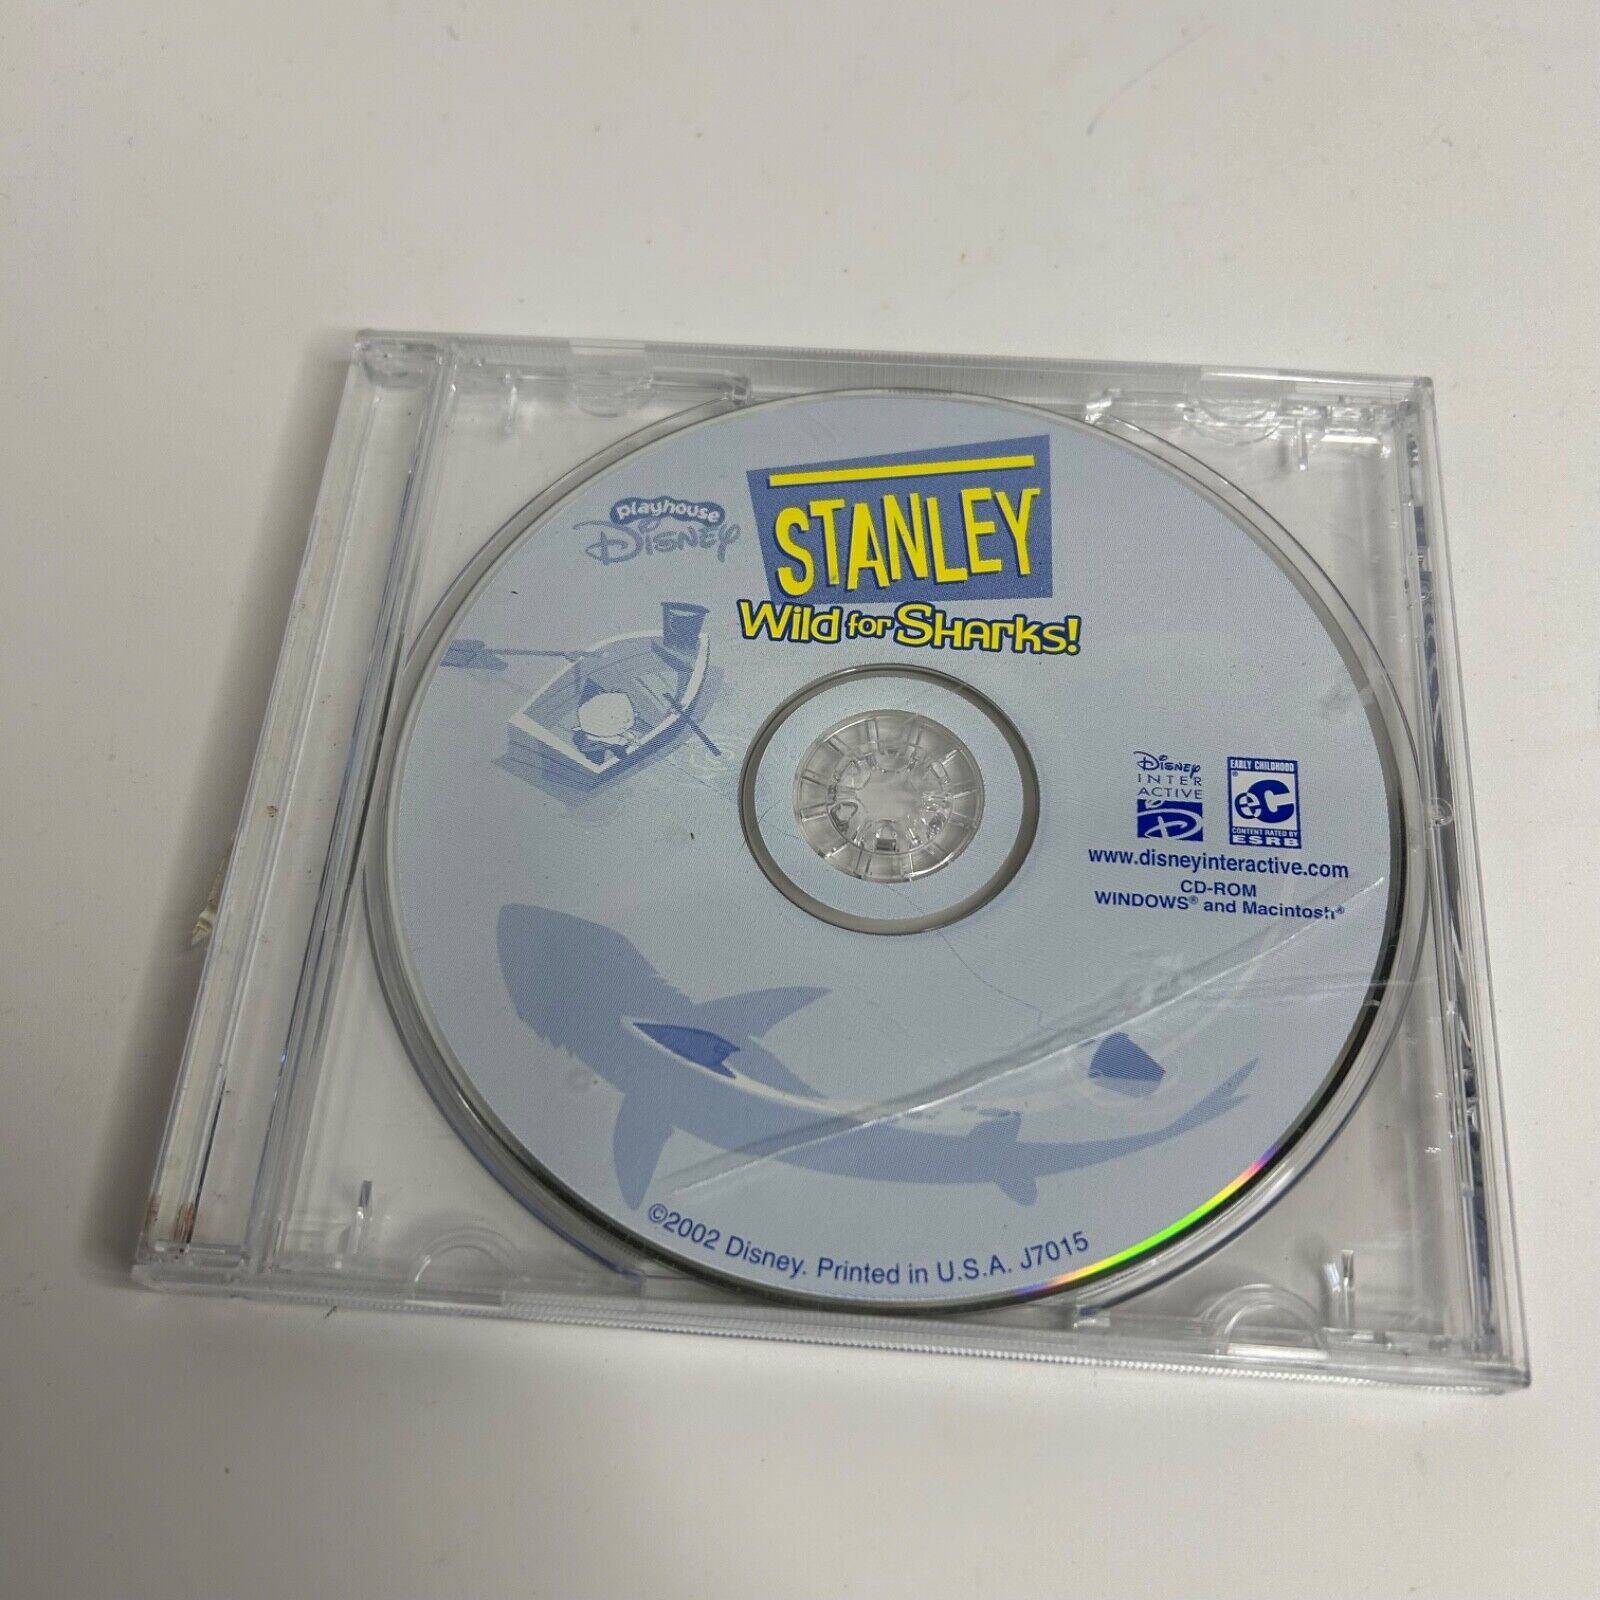 playhouse
Disney
STANLEY
Wild for Sharks!
Disney
INTER
ACTIVE
D
EARLY CHILDHOOD
eC
®
CONTENT RATED BY
ESRB
www.disneyinteractive.com
CD-ROM
WINDOWS® and Macintosh®
©2002 Disney. Printed in U.S.A. J7015